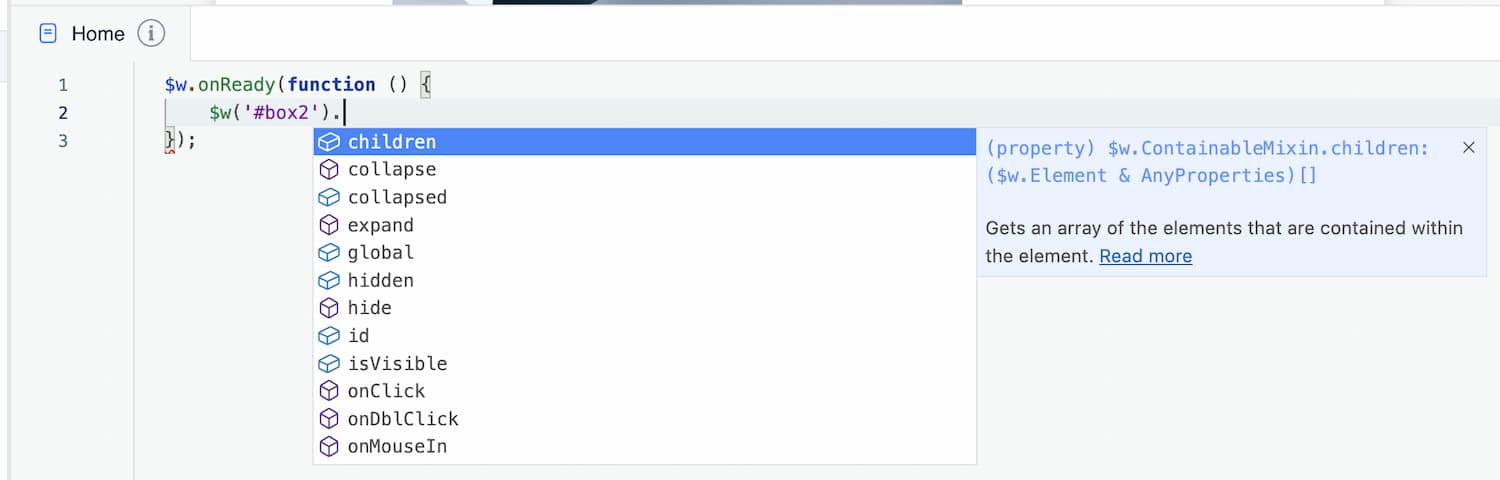 Home
1 $w.onReady(function () {
2 $w('#box2').
3 });
children
collapse
collapsed
expand
global
hidden
hide
id
isVisible
onClick
onDblClick
onMouseIn
(property) $w.ContainableMixin.children:
($w.Element & AnyProperties)[]
Gets an array of the elements that are contained within
the element. Read more